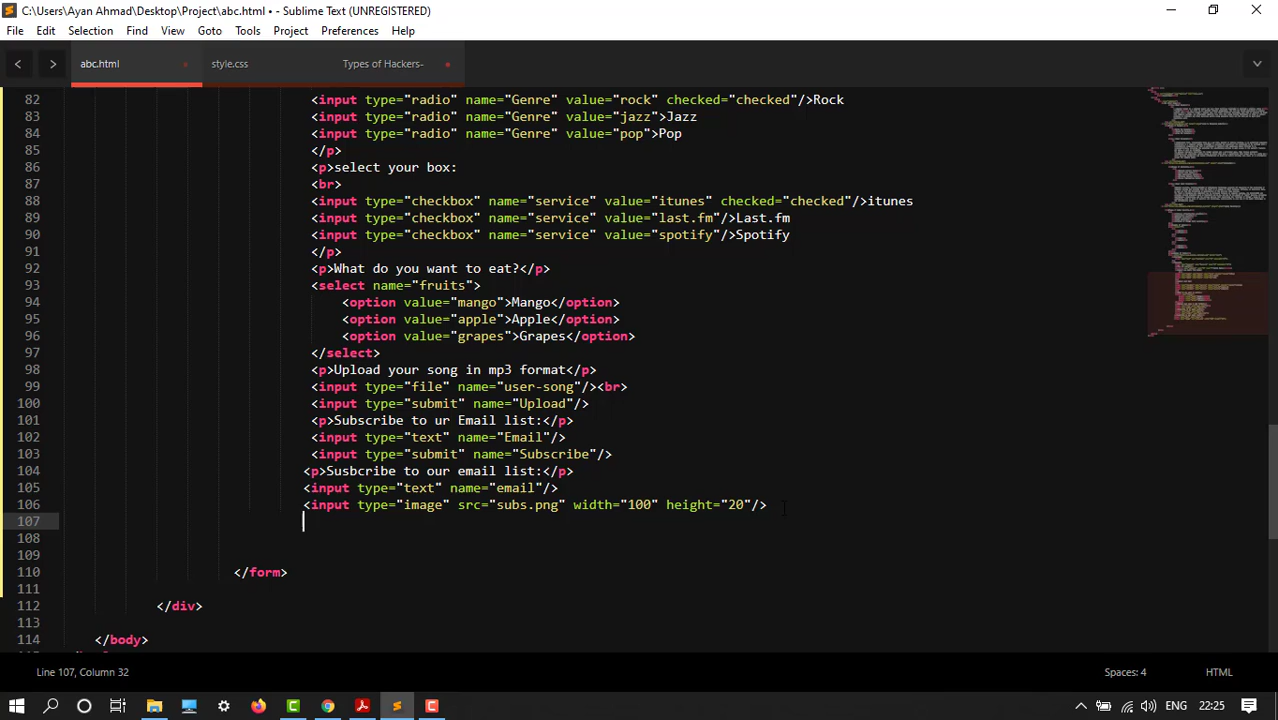 C:\Users\Ayan Ahmad\Desktop\Project\abc.html • - Sublime Text (UNREGISTERED)
File Edit Selection Find View Goto Tools Project Preferences Help
abc.html style.css Types of Hackers-
82 <input type="radio" name="Genre" value="rock" checked="checked"/>Rock
83 <input type="radio" name="Genre" value="jazz">Jazz
84 <input type="radio" name="Genre" value="pop">Pop
85 </p>
86 <p>select your box:
87 <br>
88 <input type="checkbox" name="service" value="itunes" checked="checked"/>itunes
89 <input type="checkbox" name="service" value="last.fm"/>Last.fm
90 <input type="checkbox" name="service" value="spotify"/>Spotify
91 </p>
92 <p>What do you want to eat?</p>
93 <select name="fruits">
94 <option value="mango">Mango</option>
95 <option value="apple">Apple</option>
96 <option value="grapes">Grapes</option>
97 </select>
98 <p>Upload your song in mp3 format</p>
99 <input type="file" name="user-song"/><br>
100 <input type="submit" name="Upload"/>
101 <p>Subscribe to ur Email list:</p>
102 <input type="text" name="Email"/>
103 <input type="submit" name="Subscribe"/>
104 <p>Susbcribe to our email list:</p>
105 <input type="text" name="email"/>
106 <input type="image" src="subs.png" width="100" height="20"/>
107
108
109
110 </form>
111
112 </div>
113
114 </body>
Line 107, Column 32 Spaces: 4 HTML
ENG 22:25